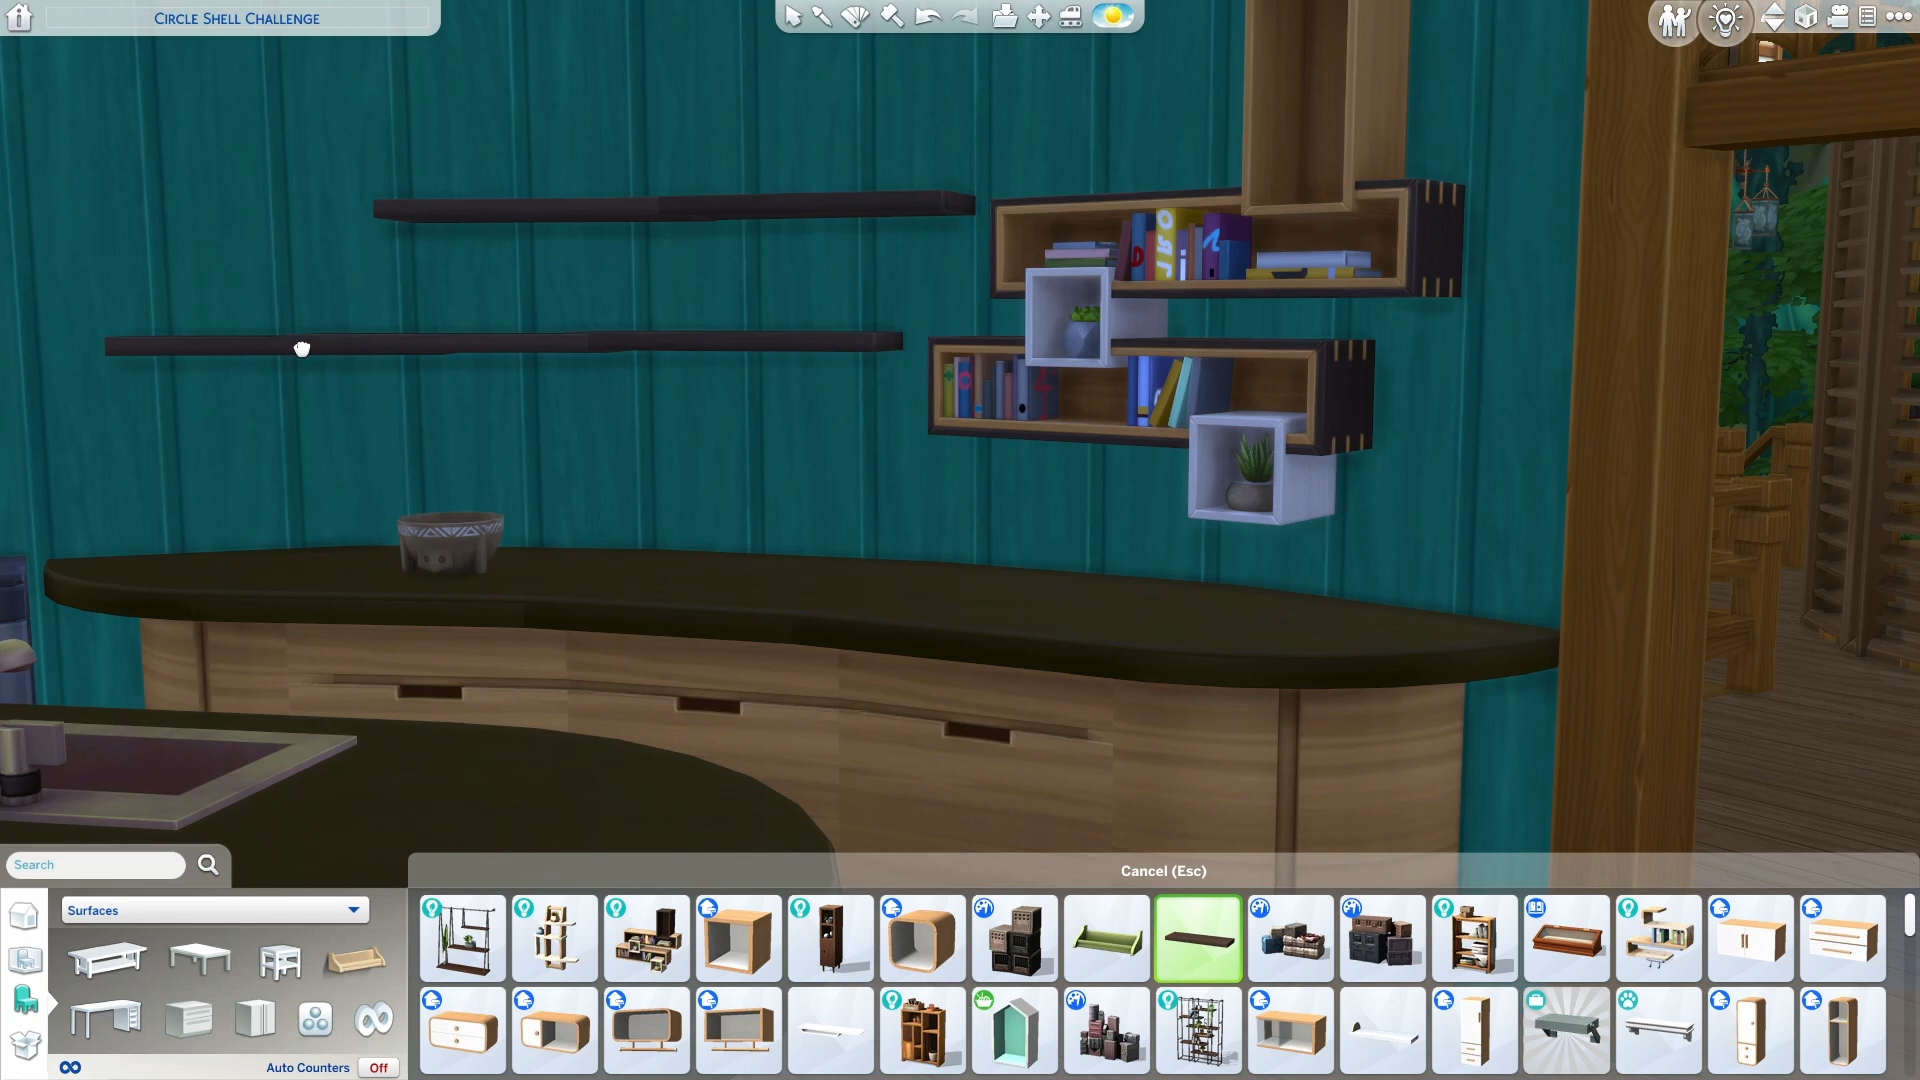 CIRCLE SHELL CHALLENGE
Cancel (Esc)
Search
Surfaces
Auto Counters
Off